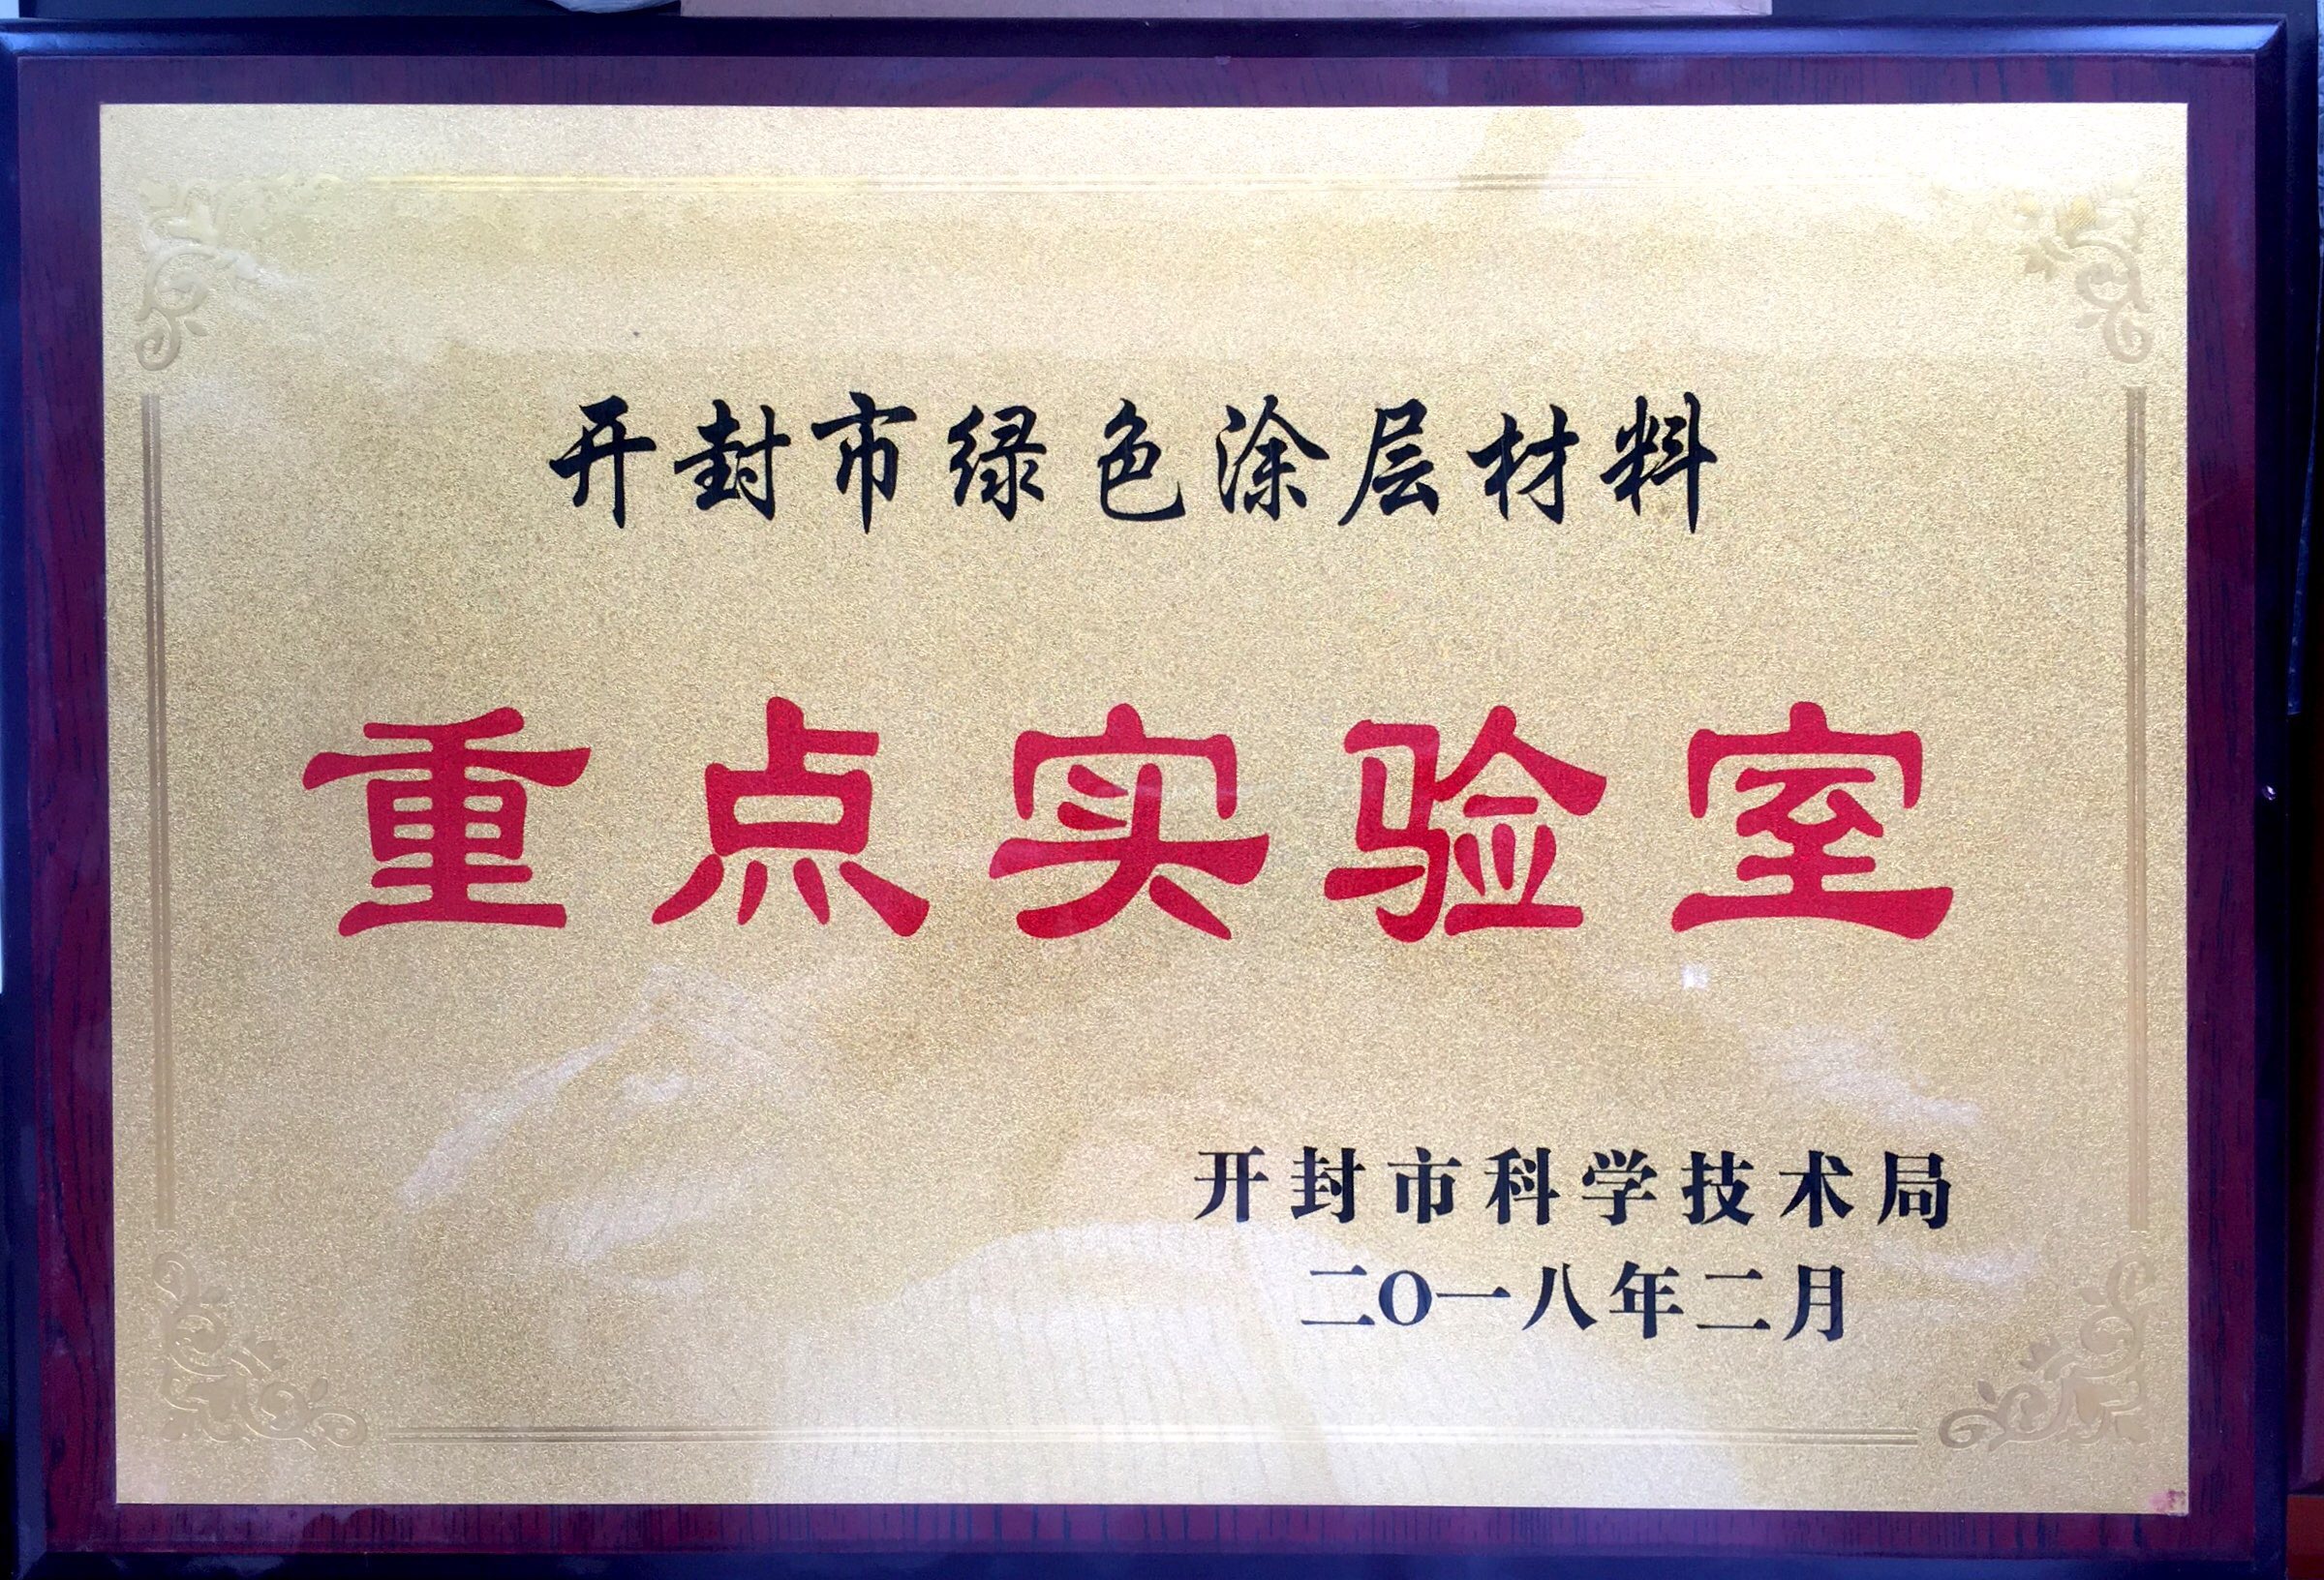 开封市绿色涂层材料
重点实验室
开封市科学技术局
二O一八年二月